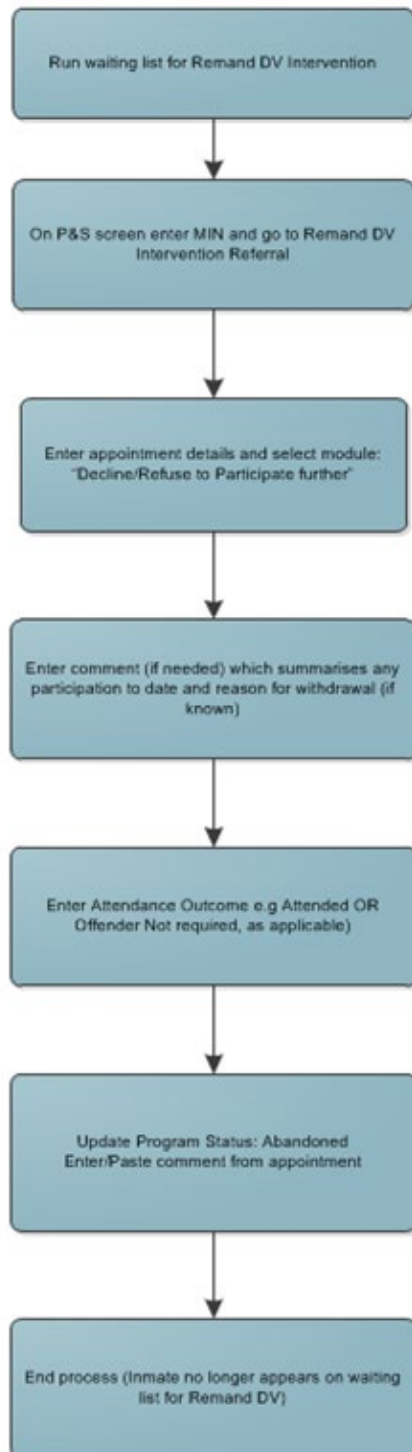 Run waiting list for Remand DV Intervention
On P&S screen enter MIN and go to Remand DV
Intervention Referral
Enter appointment details and select module:
“Decline/Refuse to Participate further”
Enter comment (if needed) which summarises any
participation to date and reason for withdrawal (if
known)
Enter Attendance Outcome e.g Attended OR
Offender Not required, as applicable)
Update Program Status: Abandoned
Enter/Paste comment from appointment
End process (Inmate no longer appears on waiting
list for Remand DV)